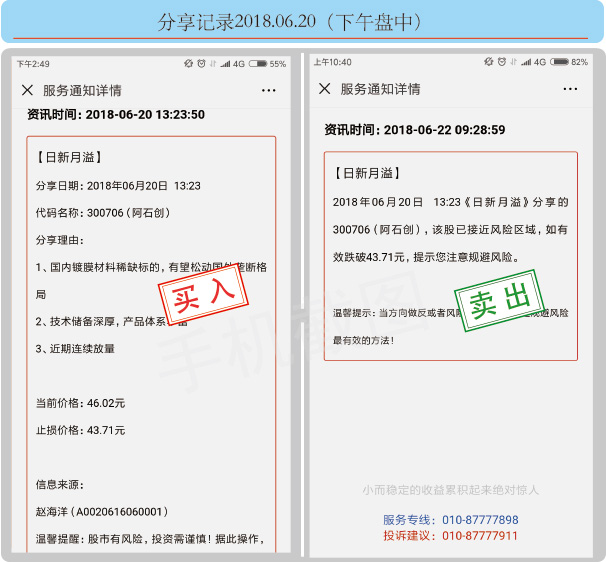 分享记录2018.06.20（下午盘中）
下午2:49
4G
55%
服务通知详情
资讯时间: 2018-06-20 13:23:50
【日新月溢】
分享日期: 2018年06月20日 13:23
代码名称: 300706 (阿石创)
分享理由:
1、国内镀膜材料稀缺标的，有望松动国外垄断格
局
2、技术储备深厚，产品体系
3、近期连续放量
当前价格: 46.02元
止损价格: 43.71元
信息来源:
赵海洋 (A0020616060001)
温馨提醒: 股市有风险，投资需谨慎! 据此操作，
买入
上午10:40
4G
82%
服务通知详情
资讯时间: 2018-06-22 09:28:59
【日新月溢】
2018年06月20日 13:23《日新月溢》分享的
300706 (阿石创)，该股已接近风险区域，如有
效跌破43.71元，提示您注意规避风险。
温馨提示: 当方向做反或者风险 规避风险
最有效的方法!
卖出
小而稳定的收益累积起来绝对惊人
服务专线: 010-87777898
投诉建议: 010-87777911
手机截图